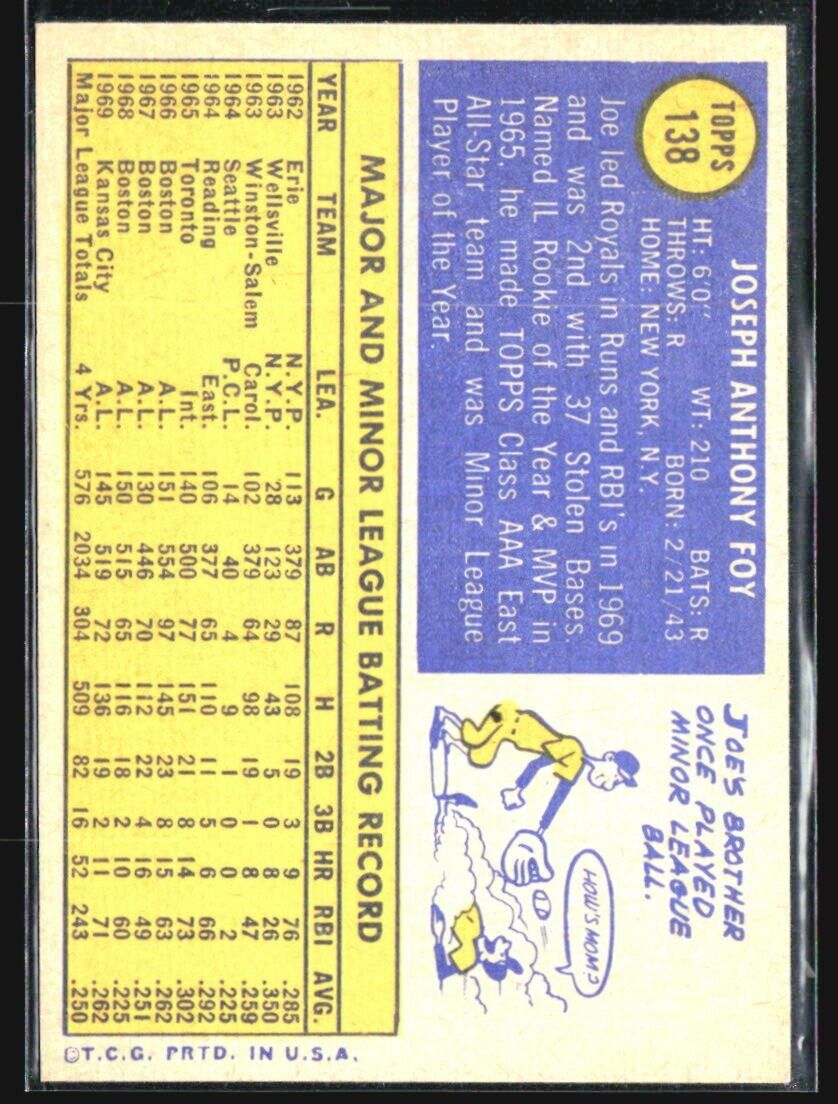 TOPPS
138
JOSEPH ANTHONY FOY
HT: 6'0" WT: 210 BATS: R
THROWS: R BORN: 2/21/43
HOME: NEW YORK, N.Y.
Joe led Royals in Runs and RBI's in 1969
and was 2nd with 37 Stolen Bases.
Named IL Rookie of the Year & MVP in
1965, he made TOPPS Class AAA East
All-Star team and was Minor League
Player of the Year.
JOE'S BROTHER
ONCE PLAYED
MINOR LEAGUE
BALL.
HOW'S MOM?
MAJOR AND MINOR LEAGUE BATTING RECORD
YEAR TEAM LEA. G AB R H 2B 3B HR RBI AVG.
1962 Erie N.Y.P. 113 379 87 108 19 3 9 76 .285
1963 Wellsville N.Y.P. 28 123 29 43 5 0 8 26 .350
1963 Winston-Salem Carol. 102 379 64 98 19 1 8 47 .259
1964 Seattle P.C.L. 14 40 4 9 1 0 0 2 .225
1964 Reading East. 106 377 65 110 11 5 6 66 .292
1965 Toronto Int. 140 500 77 151 21 8 14 73 .302
1966 Boston A.L. 151 554 97 145 23 8 15 63 .262
1967 Boston A.L. 130 446 70 112 22 4 16 49 .251
1968 Boston A.L. 150 515 65 116 18 2 10 60 .225
1969 Kansas City A.L. 145 519 72 136 19 2 11 71 .262
Major League Totals 4 Yrs. 576 2034 304 509 82 16 52 243 .250
©T.C.G. PRTD. IN U.S.A.